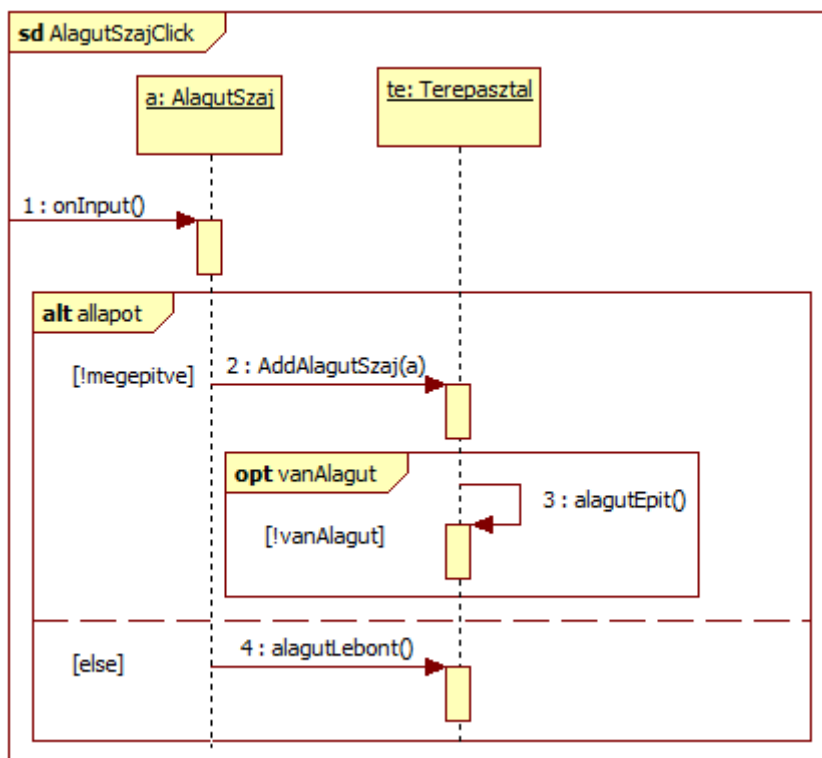 sd AlagutSzajClick
a: AlagutSzaj
te: Terepasztal
1 : onInput()
alt allapot
[!megepitve]
2 : AddAlagutSzaj(a)
opt vanAlagut
3 : alagutEpit()
[!vanAlagut]
4 : alagutLebont()
[else]